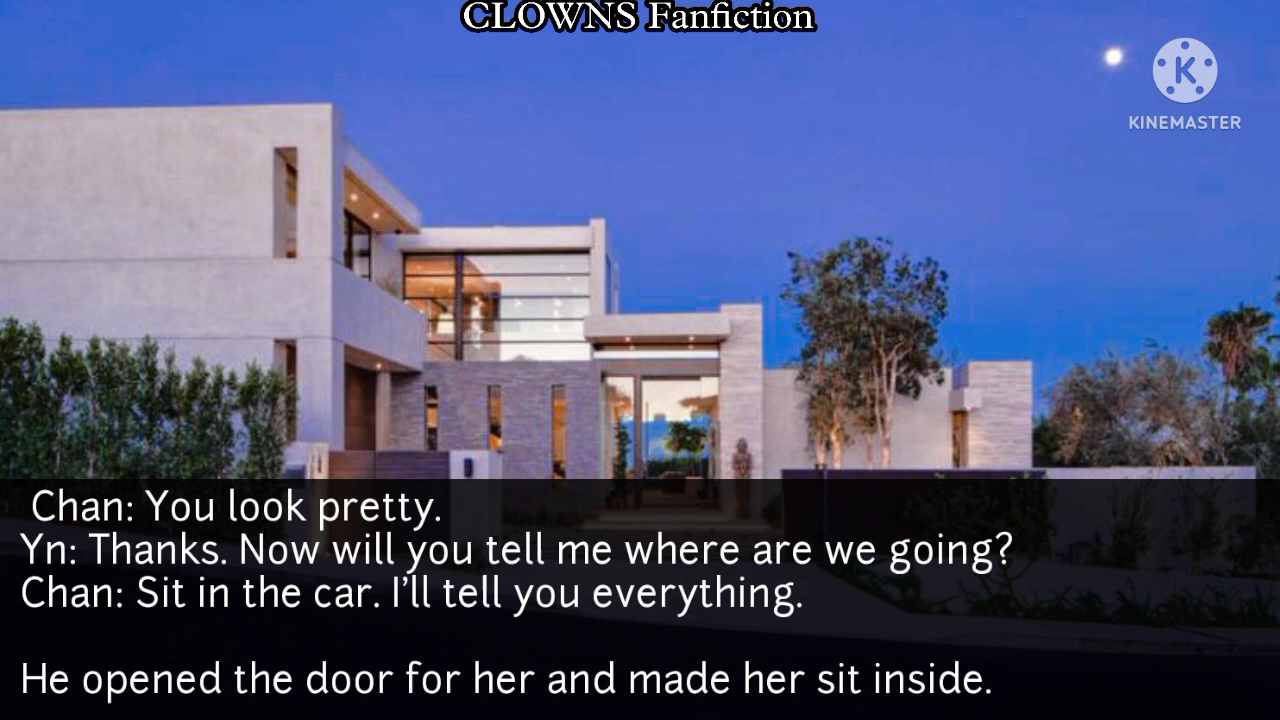 CLOWNS Fanfiction
K
KINEMASTER
Chan: You look pretty.
Yn: Thanks. Now will you tell me where are we going?
Chan: Sit in the car. I'll tell you everything.
He opened the door for her and made her sit inside.